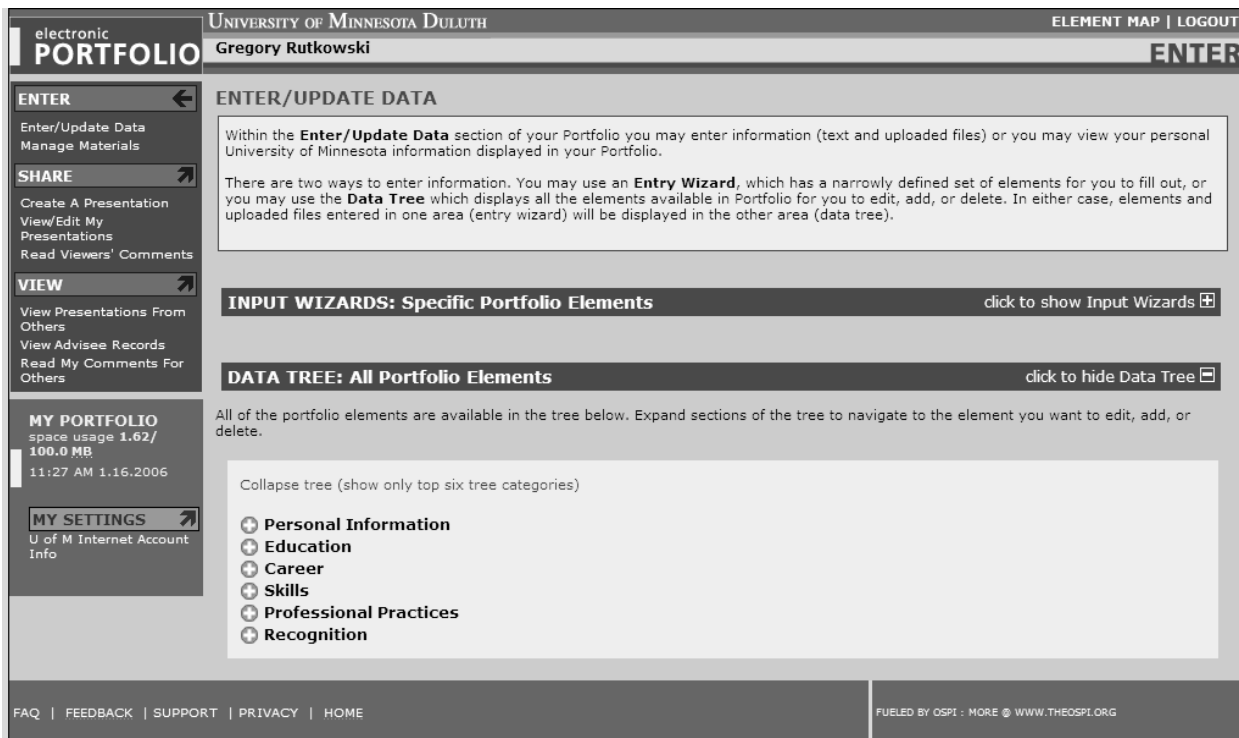 electronic
PORTFOLIO
UNIVERSITY OF MINNESOTA DULUTH
ELEMENT MAP | LOGOUT
Gregory Rutkowski
ENTER
ENTER
Enter/Update Data
Manage Materials
SHARE
Create A Presentation
View/Edit My
Presentations
Read Viewers' Comments
VIEW
View Presentations From
Others
View Advisee Records
Read My Comments For
Others
MY PORTFOLIO
space usage 1.62/
100.0 MB
11:27 AM 1.16.2006
MY SETTINGS
U of M Internet Account
Info
ENTER/UPDATE DATA
Within the Enter/Update Data section of your Portfolio you may enter information (text and uploaded files) or you may view your personal
University of Minnesota information displayed in your Portfolio.
There are two ways to enter information. You may use an Entry Wizard, which has a narrowly defined set of elements for you to fill out, or
you may use the Data Tree which displays all the elements available in Portfolio for you to edit, add, or delete. In either case, elements and
uploaded files entered in one area (entry wizard) will be displayed in the other area (data tree).
INPUT WIZARDS: Specific Portfolio Elements
click to show Input Wizards
DATA TREE: All Portfolio Elements
click to hide Data Tree
All of the portfolio elements are available in the tree below. Expand sections of the tree to navigate to the element you want to edit, add, or
delete.
Collapse tree (show only top six tree categories)
Personal Information
Education
Career
Skills
Professional Practices
Recognition
FAQ | FEEDBACK | SUPPORT | PRIVACY | HOME
FUELED BY OSPI : MORE @ WWW.THEOSPI.ORG